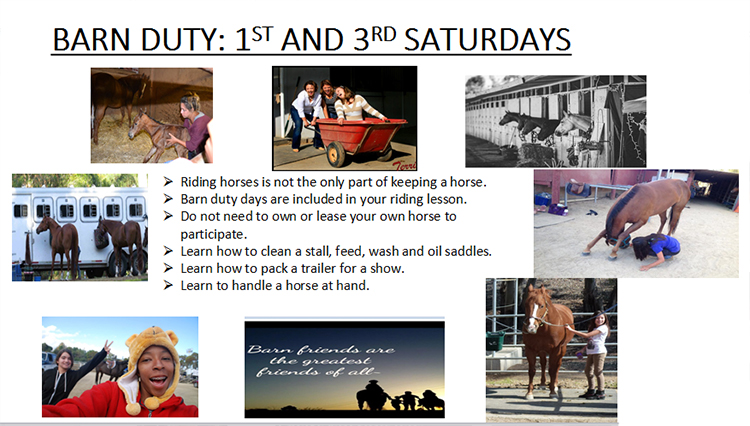 BARN DUTY: 1ST AND 3RD SATURDAYS
Terri
➢ Riding horses is not the only part of keeping a horse.
➢ Barn duty days are included in your riding lesson.
➢ Do not need to own or lease your own horse to
participate.
➢ Learn how to clean a stall, feed, wash and oil saddles.
➢ Learn how to pack a trailer for a show.
➢ Learn to handle a horse at hand.
Barn friends are
the greatest
friends of all~